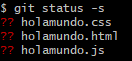 $ git status -s
?? holamundo.css
?? holamundo.html
?? holamundo.js